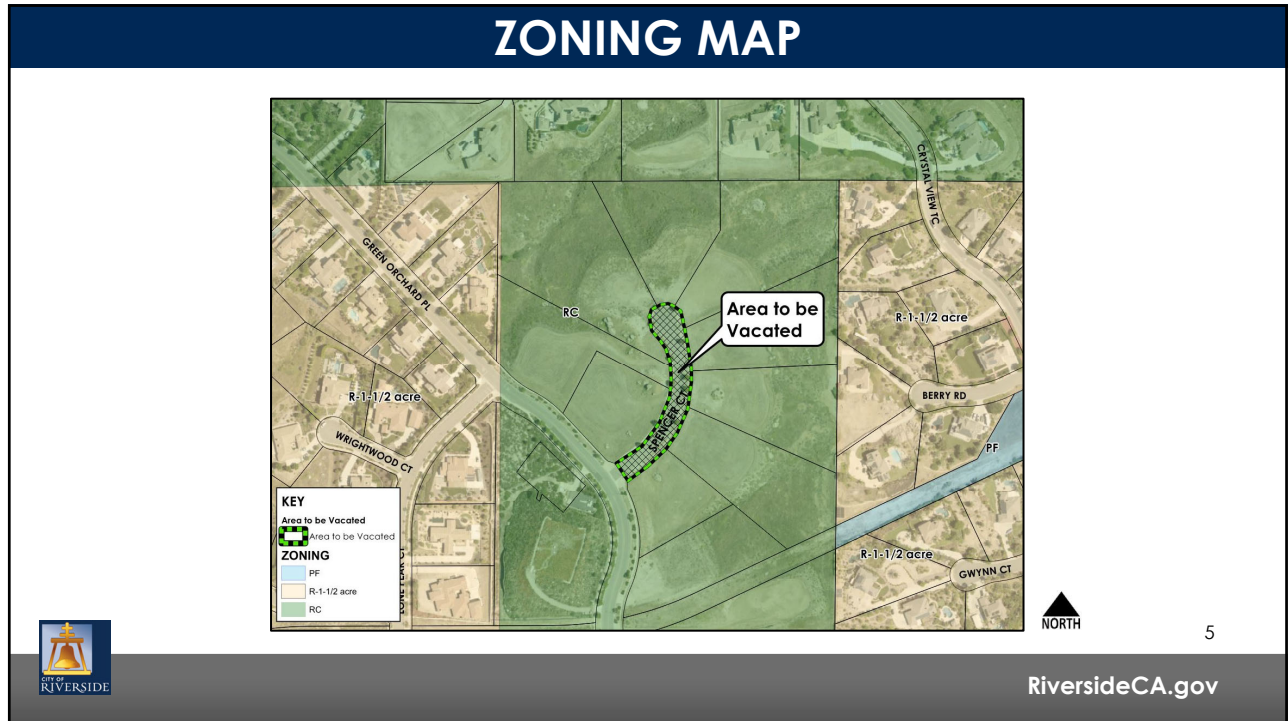 ZONING MAP
CRYSTAL VIEW TC
GREEN ORCHARD PL
RC
Area to be
Vacated
R-1-1/2 acre
BERRY RD
R-1-1/2 acre
WRIGHTWOOD CT
SPENCER CT
PF
R-1-1/2 acre
GWYNN CT
KEY
Area to be Vacated
Area to be Vacated
ZONING
PF
R-1-1/2 acre
RC
NORTH
5
CITY OF
RIVERSIDE
RiversideCA.gov